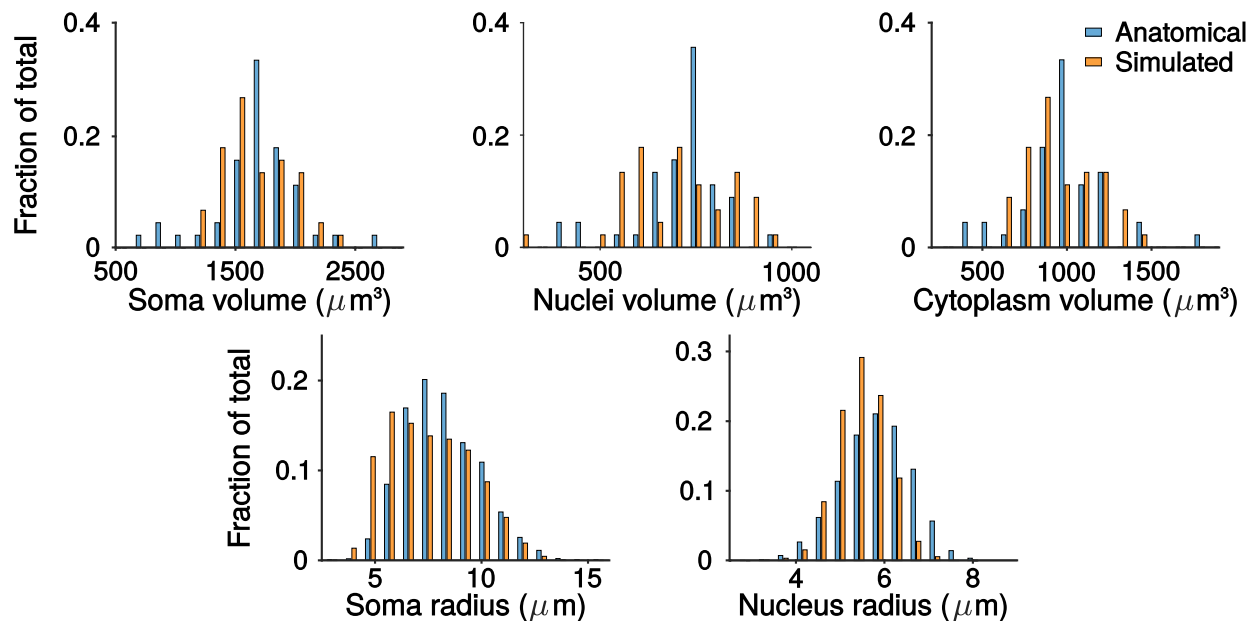 0.4
0.2
0
Fraction of total
500 1500 2500
Soma volume (μm³)
0.4
0.2
0
500 1000
Nuclei volume (μm³)
0.4
0.2
0
500 1000 1500
Cytoplasm volume (μm³)
Anatomical
Simulated
0.2
0.1
0
Fraction of total
5 10 15
Soma radius (μm)
0.3
0.2
0.1
0
4 6 8
Nucleus radius (μm)